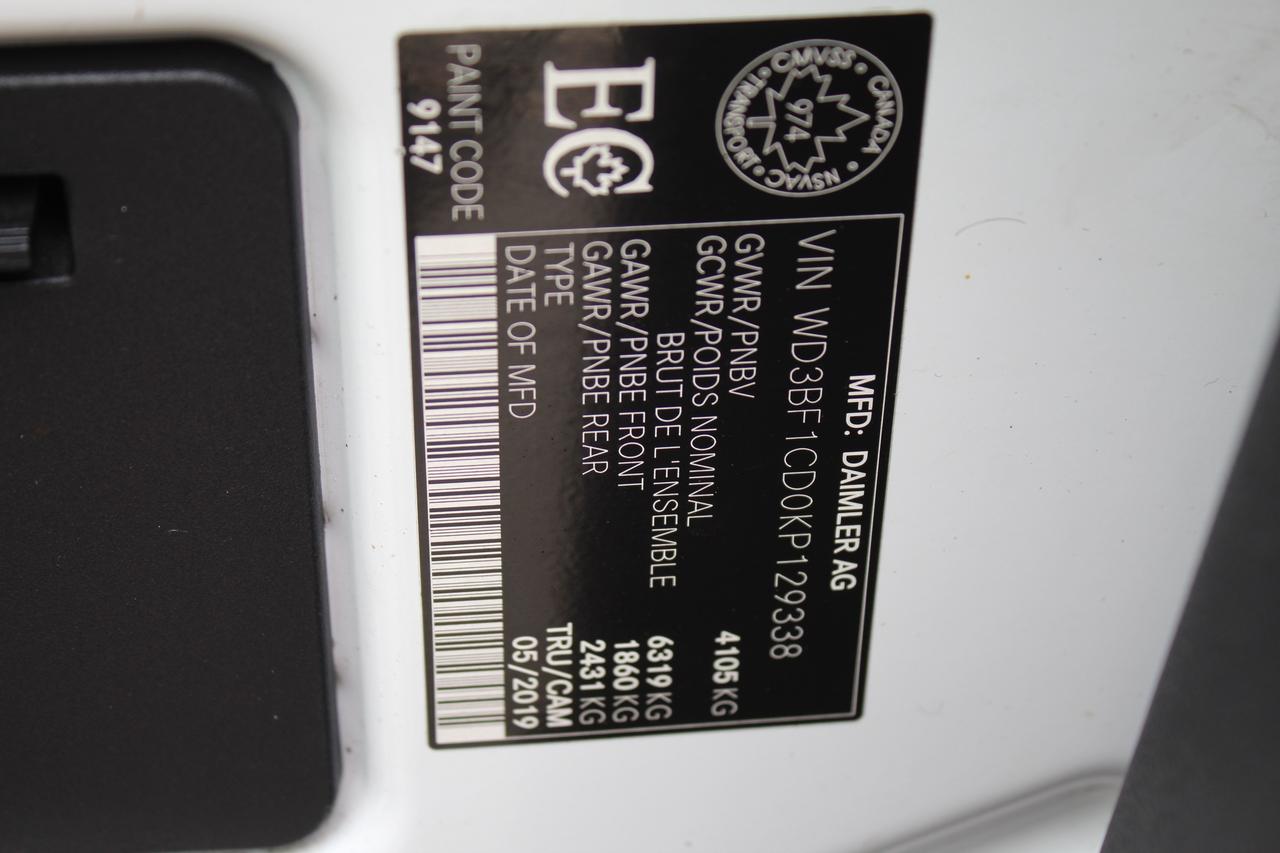 CMVSS • CANADA • NSVAC • TRANSPORT •
974
EC
PAINT CODE
9147
MFD: DAIMLER AG
VIN WD3BF1CD0KP129338
GVWR/PNBV 4105 KG
GCWR/POIDS NOMINAL
BRUT DE L'ENSEMBLE 6319 KG
GAWR/PNBE FRONT 1860 KG
GAWR/PNBE REAR 2431 KG
TYPE TRU/CAM
DATE OF MFD 05/2019